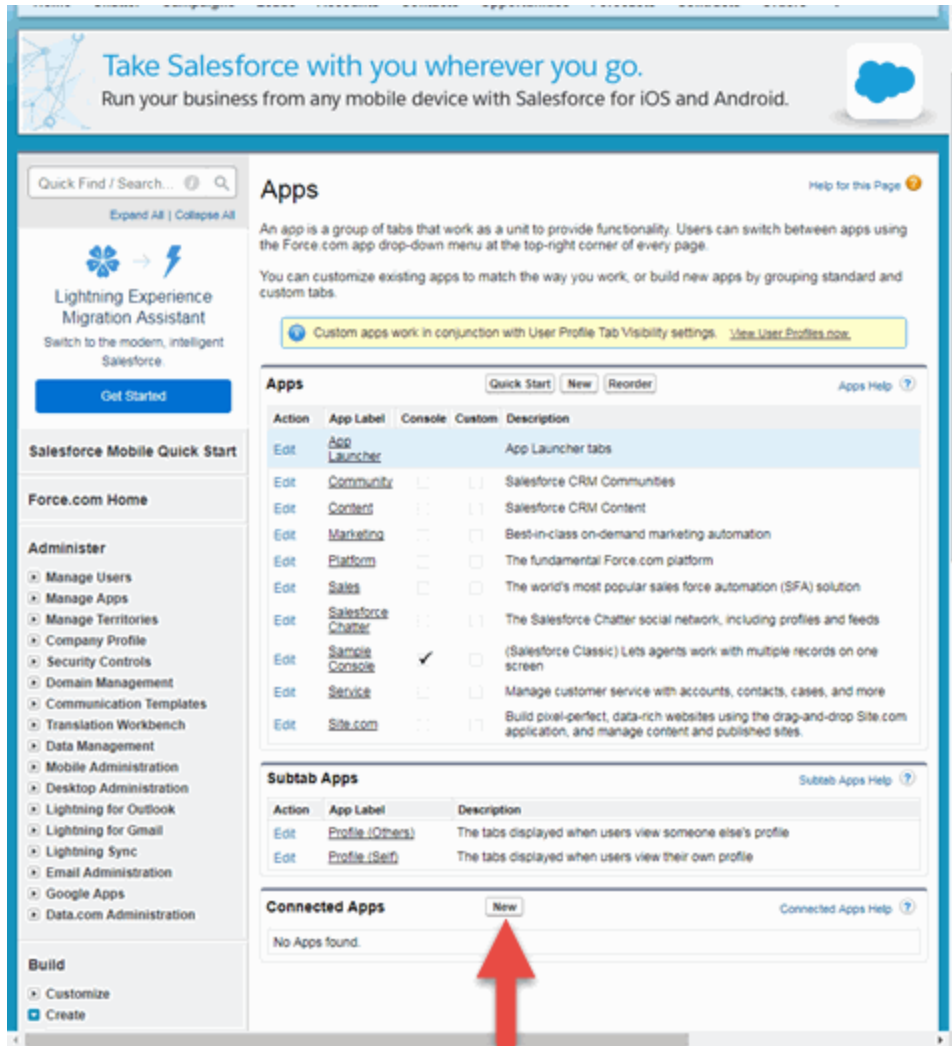 Take Salesforce with you wherever you go.
Run your business from any mobile device with Salesforce for iOS and Android.
Quick Find / Search...
Expand All | Collapse All
Lightning Experience
Migration Assistant
Switch to the modern, intelligent
Salesforce.
Get Started
Salesforce Mobile Quick Start
Force.com Home
Administer
Manage Users
Manage Apps
Manage Territories
Company Profile
Security Controls
Domain Management
Communication Templates
Translation Workbench
Data Management
Mobile Administration
Desktop Administration
Lightning for Outlook
Lightning for Gmail
Lightning Sync
Email Administration
Google Apps
Data.com Administration
Build
Customize
Create
Apps
Help for this Page
An app is a group of tabs that work as a unit to provide functionality. Users can switch between apps using
the Force.com app drop-down menu at the top-right corner of every page.
You can customize existing apps to match the way you work, or build new apps by grouping standard and
custom tabs.
Custom apps work in conjunction with User Profile Tab Visibility settings. View User Profiles now.
Apps Quick Start New Reorder Apps Help
Action App Label Console Custom Description
Edit App Launcher App Launcher tabs
Edit Community Salesforce CRM Communities
Edit Content Salesforce CRM Content
Edit Marketing Best-in-class on-demand marketing automation
Edit Platform The fundamental Force.com platform
Edit Sales The world's most popular sales force automation (SFA) solution
Edit Salesforce Chatter The Salesforce Chatter social network, including profiles and feeds
Edit Sample Console (Salesforce Classic) Lets agents work with multiple records on one
screen
Edit Service Manage customer service with accounts, contacts, cases, and more
Edit Site.com Build pixel-perfect, data-rich websites using the drag-and-drop Site.com
application, and manage content and published sites.
Subtab Apps Subtab Apps Help
Action App Label Description
Edit Profile (Others) The tabs displayed when users view someone else's profile
Edit Profile (Self) The tabs displayed when users view their own profile
Connected Apps New Connected Apps Help
No Apps found.